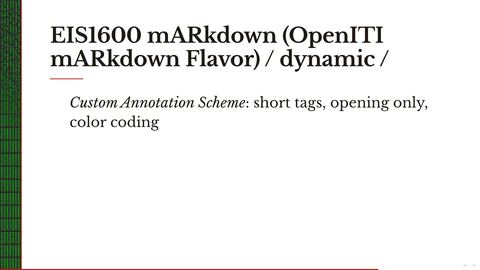 EIS1600 mARkdown (OpenITI
mARkdown Flavor) / dynamic /
Custom Annotation Scheme: short tags, opening only,
color coding